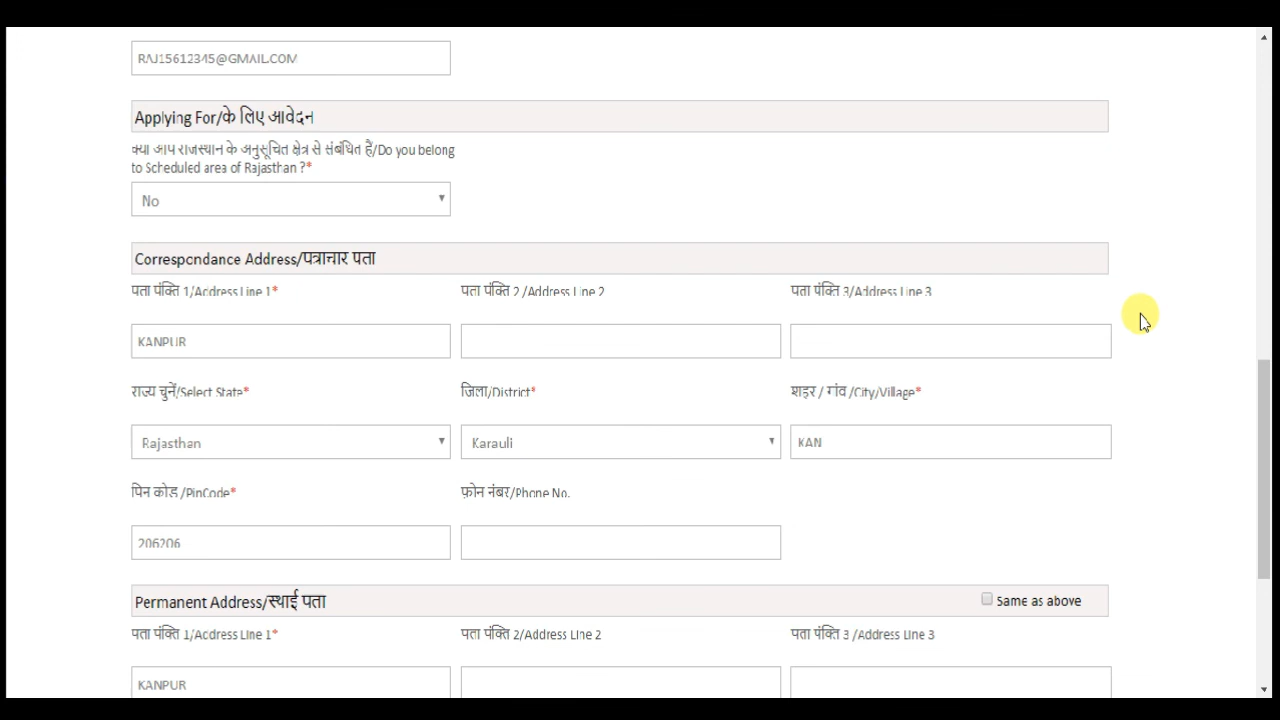 RAJ15612345@GMAIL.COM
Applying For/के लिए आवेदन
क्या आप राजस्थान के अनुसूचित क्षेत्र से संबंधित हैं/Do you belong
to Scheduled area of Rajasthan ?*
No
Correspondance Address/पत्राचार पता
पता पंक्ति 1/Address Line 1* पता पंक्ति 2 /Address Line 2 पता पंक्ति 3/Address Line 3
KANPUR
राज्य चुनें/Select State* जिला/District* शहर / गांव /City/Village*
Rajasthan Karauli KAN
पिन कोड /PinCode* फ़ोन नंबर/Phone No.
206206
Permanent Address/स्थाई पता Same as above
पता पंक्ति 1/Address Line 1* पता पंक्ति 2/Address Line 2 पता पंक्ति 3 /Address Line 3
KANPUR